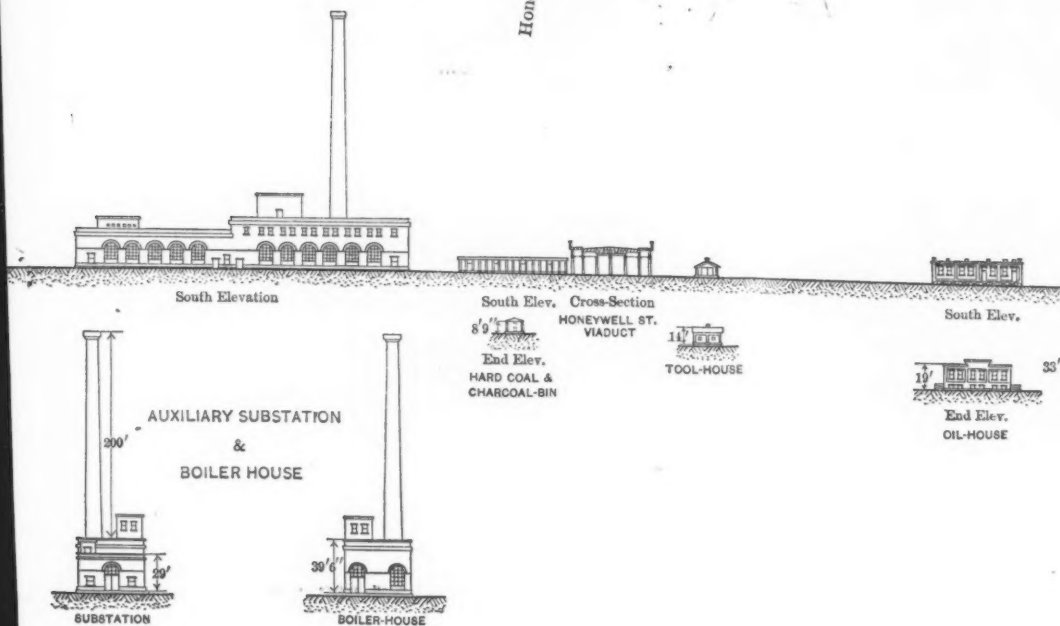 Hon
South Elevation
South Elev.
8'9"
End Elev.
HARD COAL &
CHARCOAL-BIN
Cross-Section
HONEYWELL ST.
VIADUCT
14'
TOOL-HOUSE
South Elev.
19'
33'
End Elev.
OIL-HOUSE
AUXILIARY SUBSTATION
&
BOILER HOUSE
200'
29'
SUBSTATION
39'6"
BOILER-HOUSE